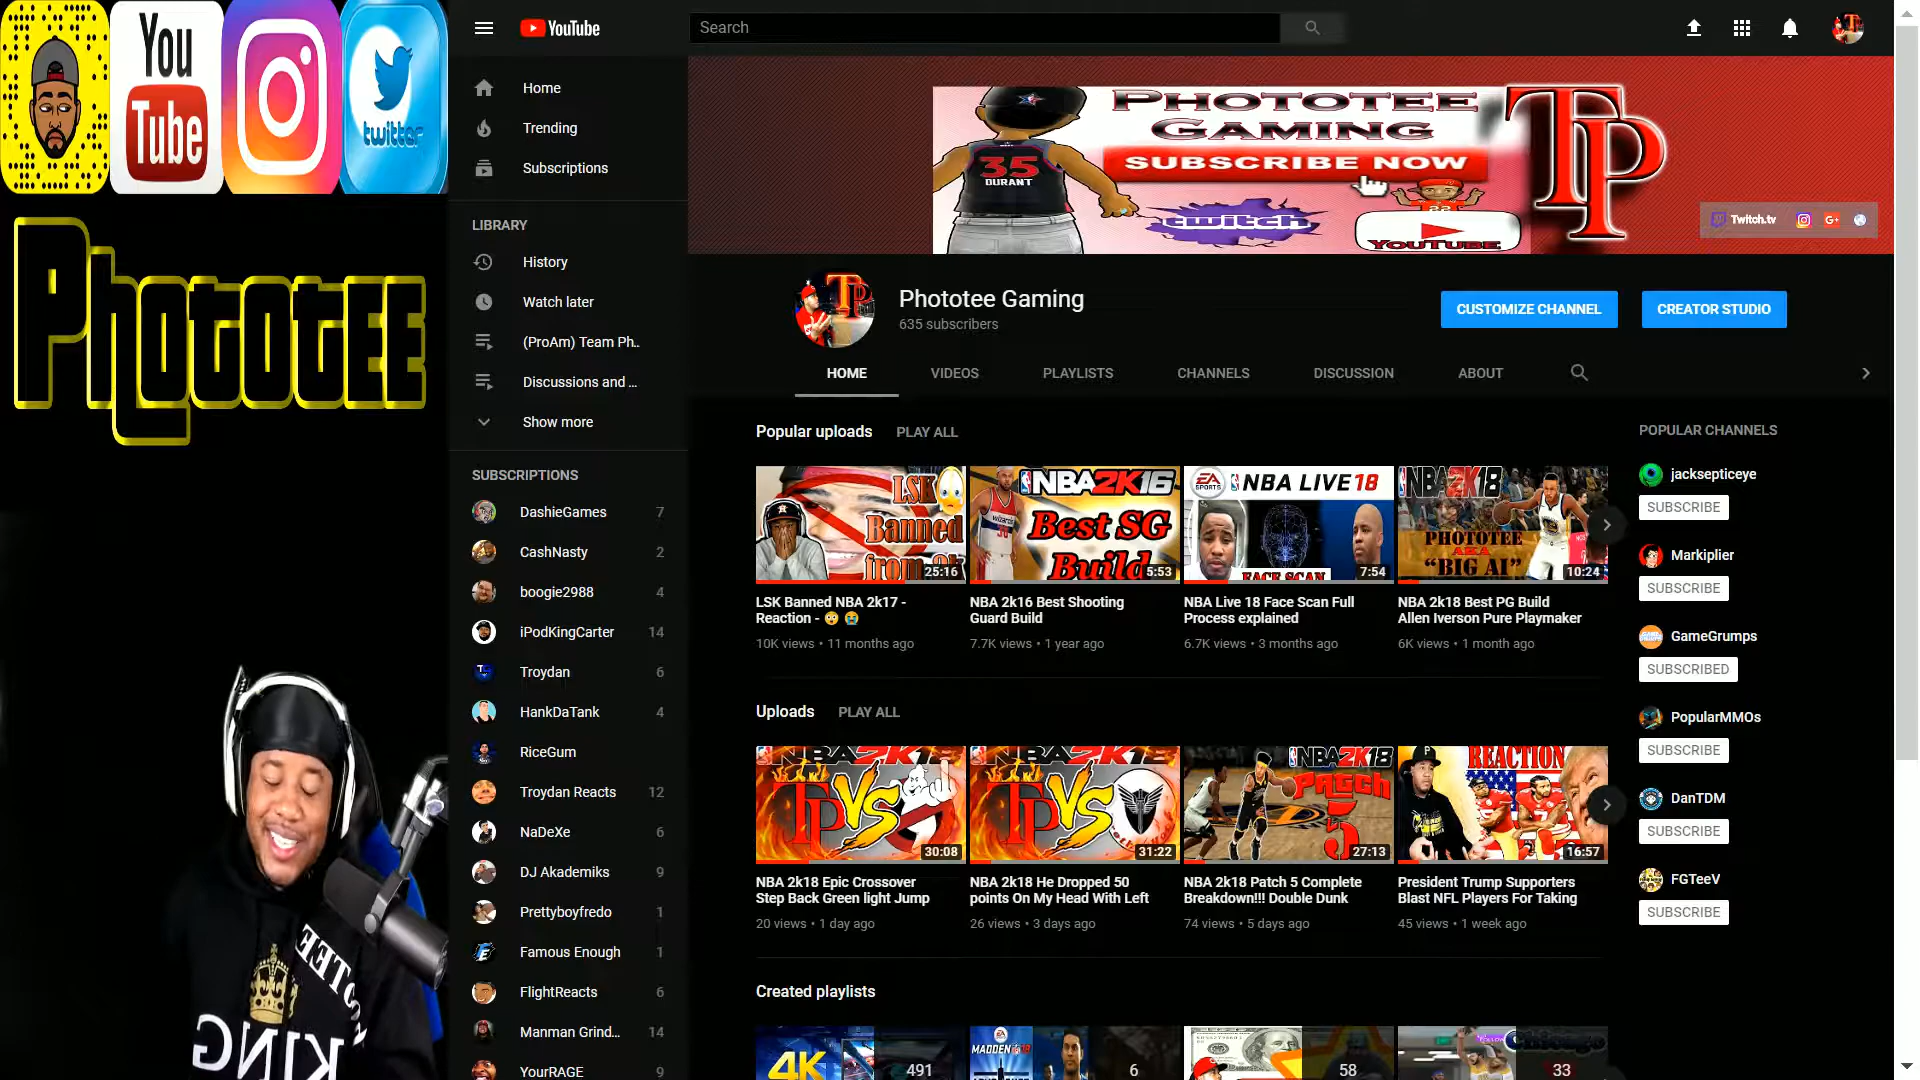 You
Tube
twitter
Phototee
YouTube
Search
Home
Trending
Subscriptions
LIBRARY
History
Watch later
(ProAm) Team Ph..
Discussions and ...
Show more
SUBSCRIPTIONS
DashieGames 7
CashNasty 2
boogie2988 4
iPodKingCarter 14
Troydan 6
HankDaTank 4
RiceGum
Troydan Reacts 12
NaDeXe 6
DJ Akademiks 9
Prettyboyfredo 1
Famous Enough 1
FlightReacts 6
Manman Grind... 14
YourRAGE 9
Phototee
Gaming
SUBSCRIBE NOW
35
DURANT
twitch
YouTube
TP
Twitch.tv
G+
Phototee Gaming
635 subscribers
CUSTOMIZE CHANNEL
CREATOR STUDIO
HOME VIDEOS PLAYLISTS CHANNELS DISCUSSION ABOUT
Popular uploads PLAY ALL
LSK
Banned
from 2k
25:16
NBA2K16
Best SG
Build
5:53
EA SPORTS NBA LIVE 18
FACE SCAN
7:54
NBA2K18
PHOTOTEE
AKA
"BIG AI"
10:24
LSK Banned NBA 2k17 -
Reaction - 😳 😭
10K views • 11 months ago
NBA 2k16 Best Shooting
Guard Build
7.7K views • 1 year ago
NBA Live 18 Face Scan Full
Process explained
6.7K views • 3 months ago
NBA 2k18 Best PG Build
Allen Iverson Pure Playmaker
6K views • 1 month ago
Uploads PLAY ALL
NBA2K18
TP VS
30:08
NBA2K18
TP VS
31:22
NBA2K18
PATCH
5
27:13
REACTION
16:57
NBA 2k18 Epic Crossover
Step Back Green light Jump
20 views • 1 day ago
NBA 2k18 He Dropped 50
points On My Head With Left
26 views • 3 days ago
NBA 2K18 Patch 5 Complete
Breakdown!!! Double Dunk
74 views • 5 days ago
President Trump Supporters
Blast NFL Players For Taking
45 views • 1 week ago
Created playlists
4K
491
MADDEN
6
58
Chicago
33
POPULAR CHANNELS
jacksepticeye
SUBSCRIBE
Markiplier
SUBSCRIBE
GameGrumps
SUBSCRIBED
PopularMMOs
SUBSCRIBE
DanTDM
SUBSCRIBE
FGTeeV
SUBSCRIBE
KING